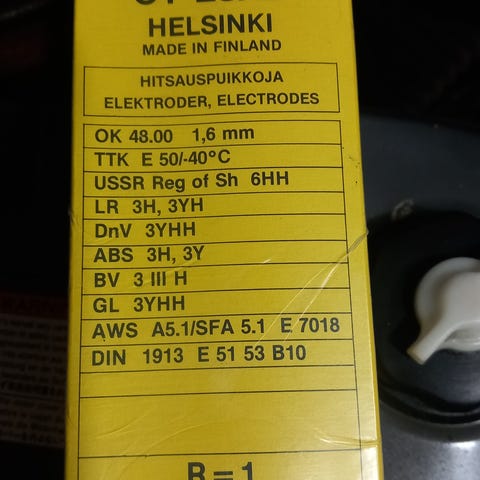 HELSINKI
MADE IN FINLAND
HITSAUSPUIKKOJA
ELEKTRODER, ELECTRODES
OK 48.00 1,6 mm
TTK E 50/-40°C
USSR Reg of Sh 6HH
LR 3H, 3YH
DnV 3YHH
ABS 3H, 3Y
BV 3 III H
GL 3YHH
AWS A5.1/SFA 5.1 E 7018
DIN 1913 E 51 53 B10
R = 1